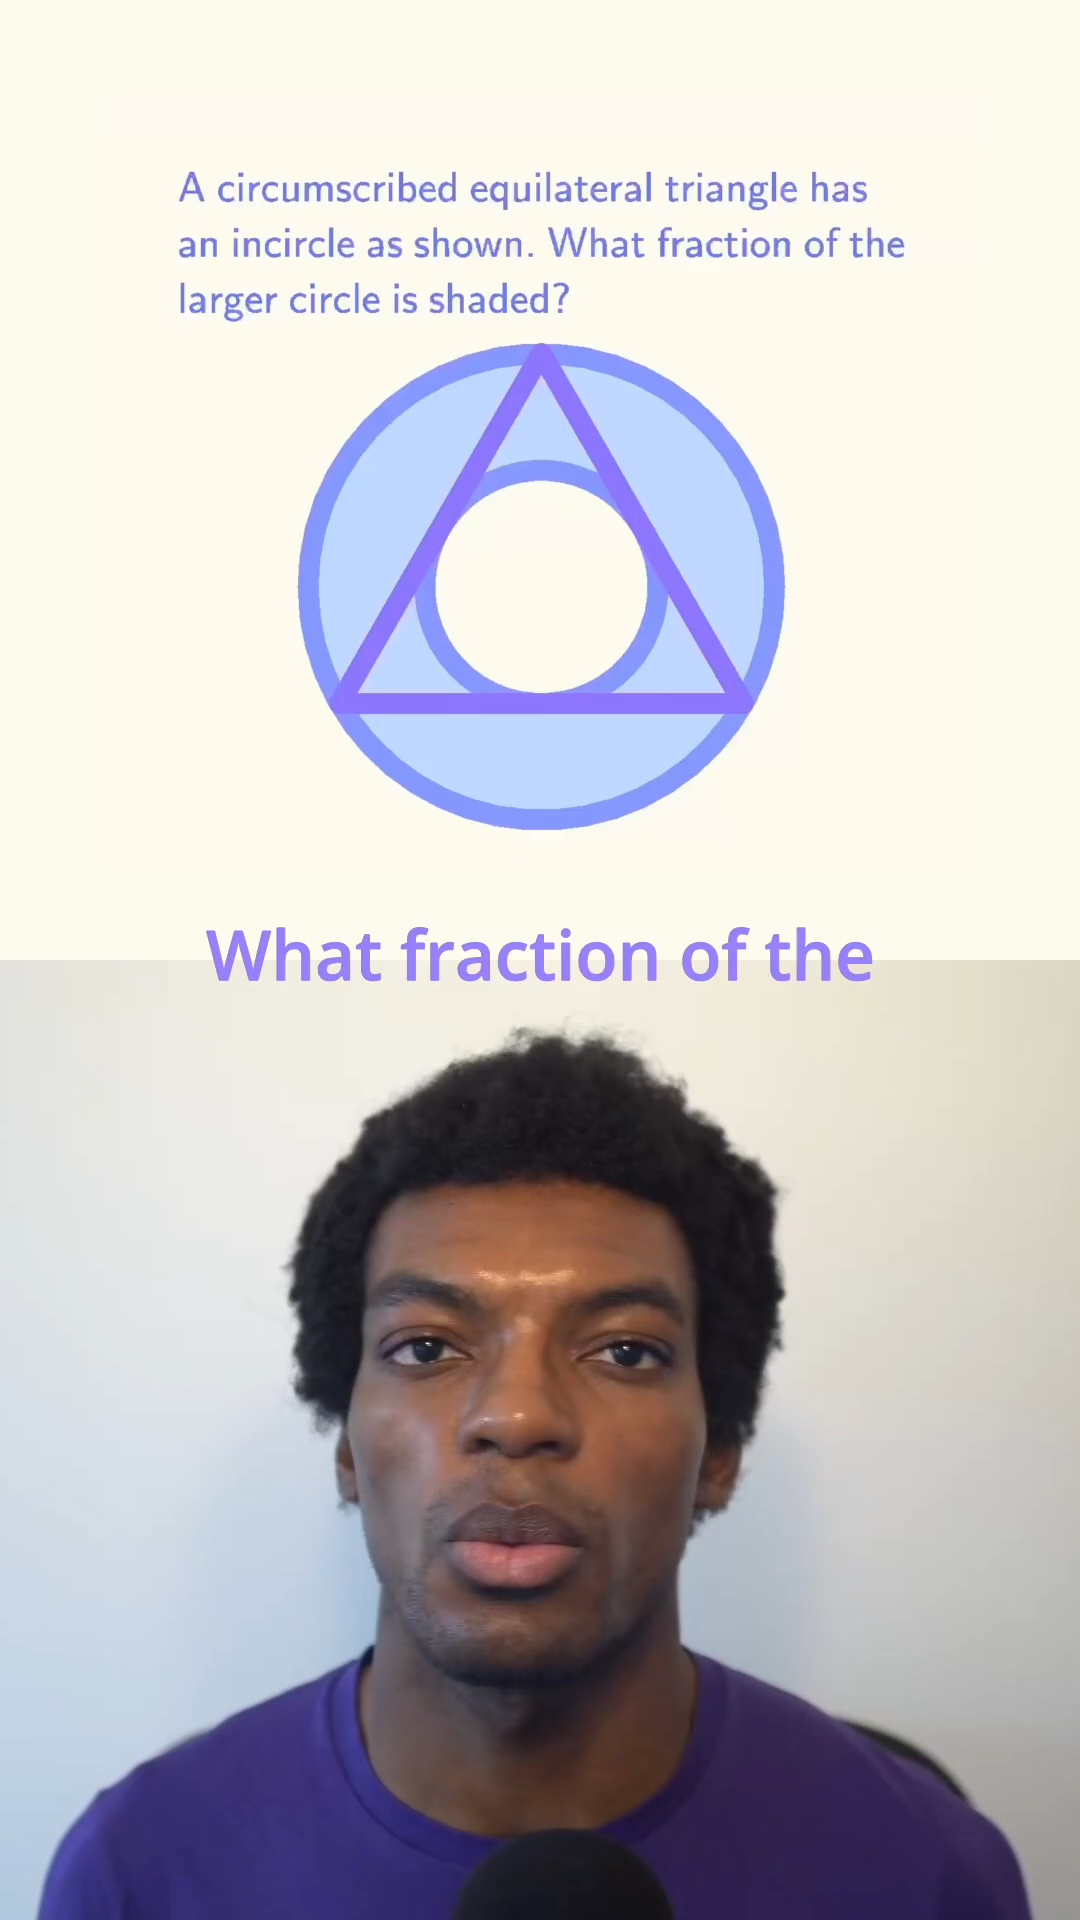 A circumscribed equilateral triangle has
an incircle as shown. What fraction of the
larger circle is shaded?
What fraction of the